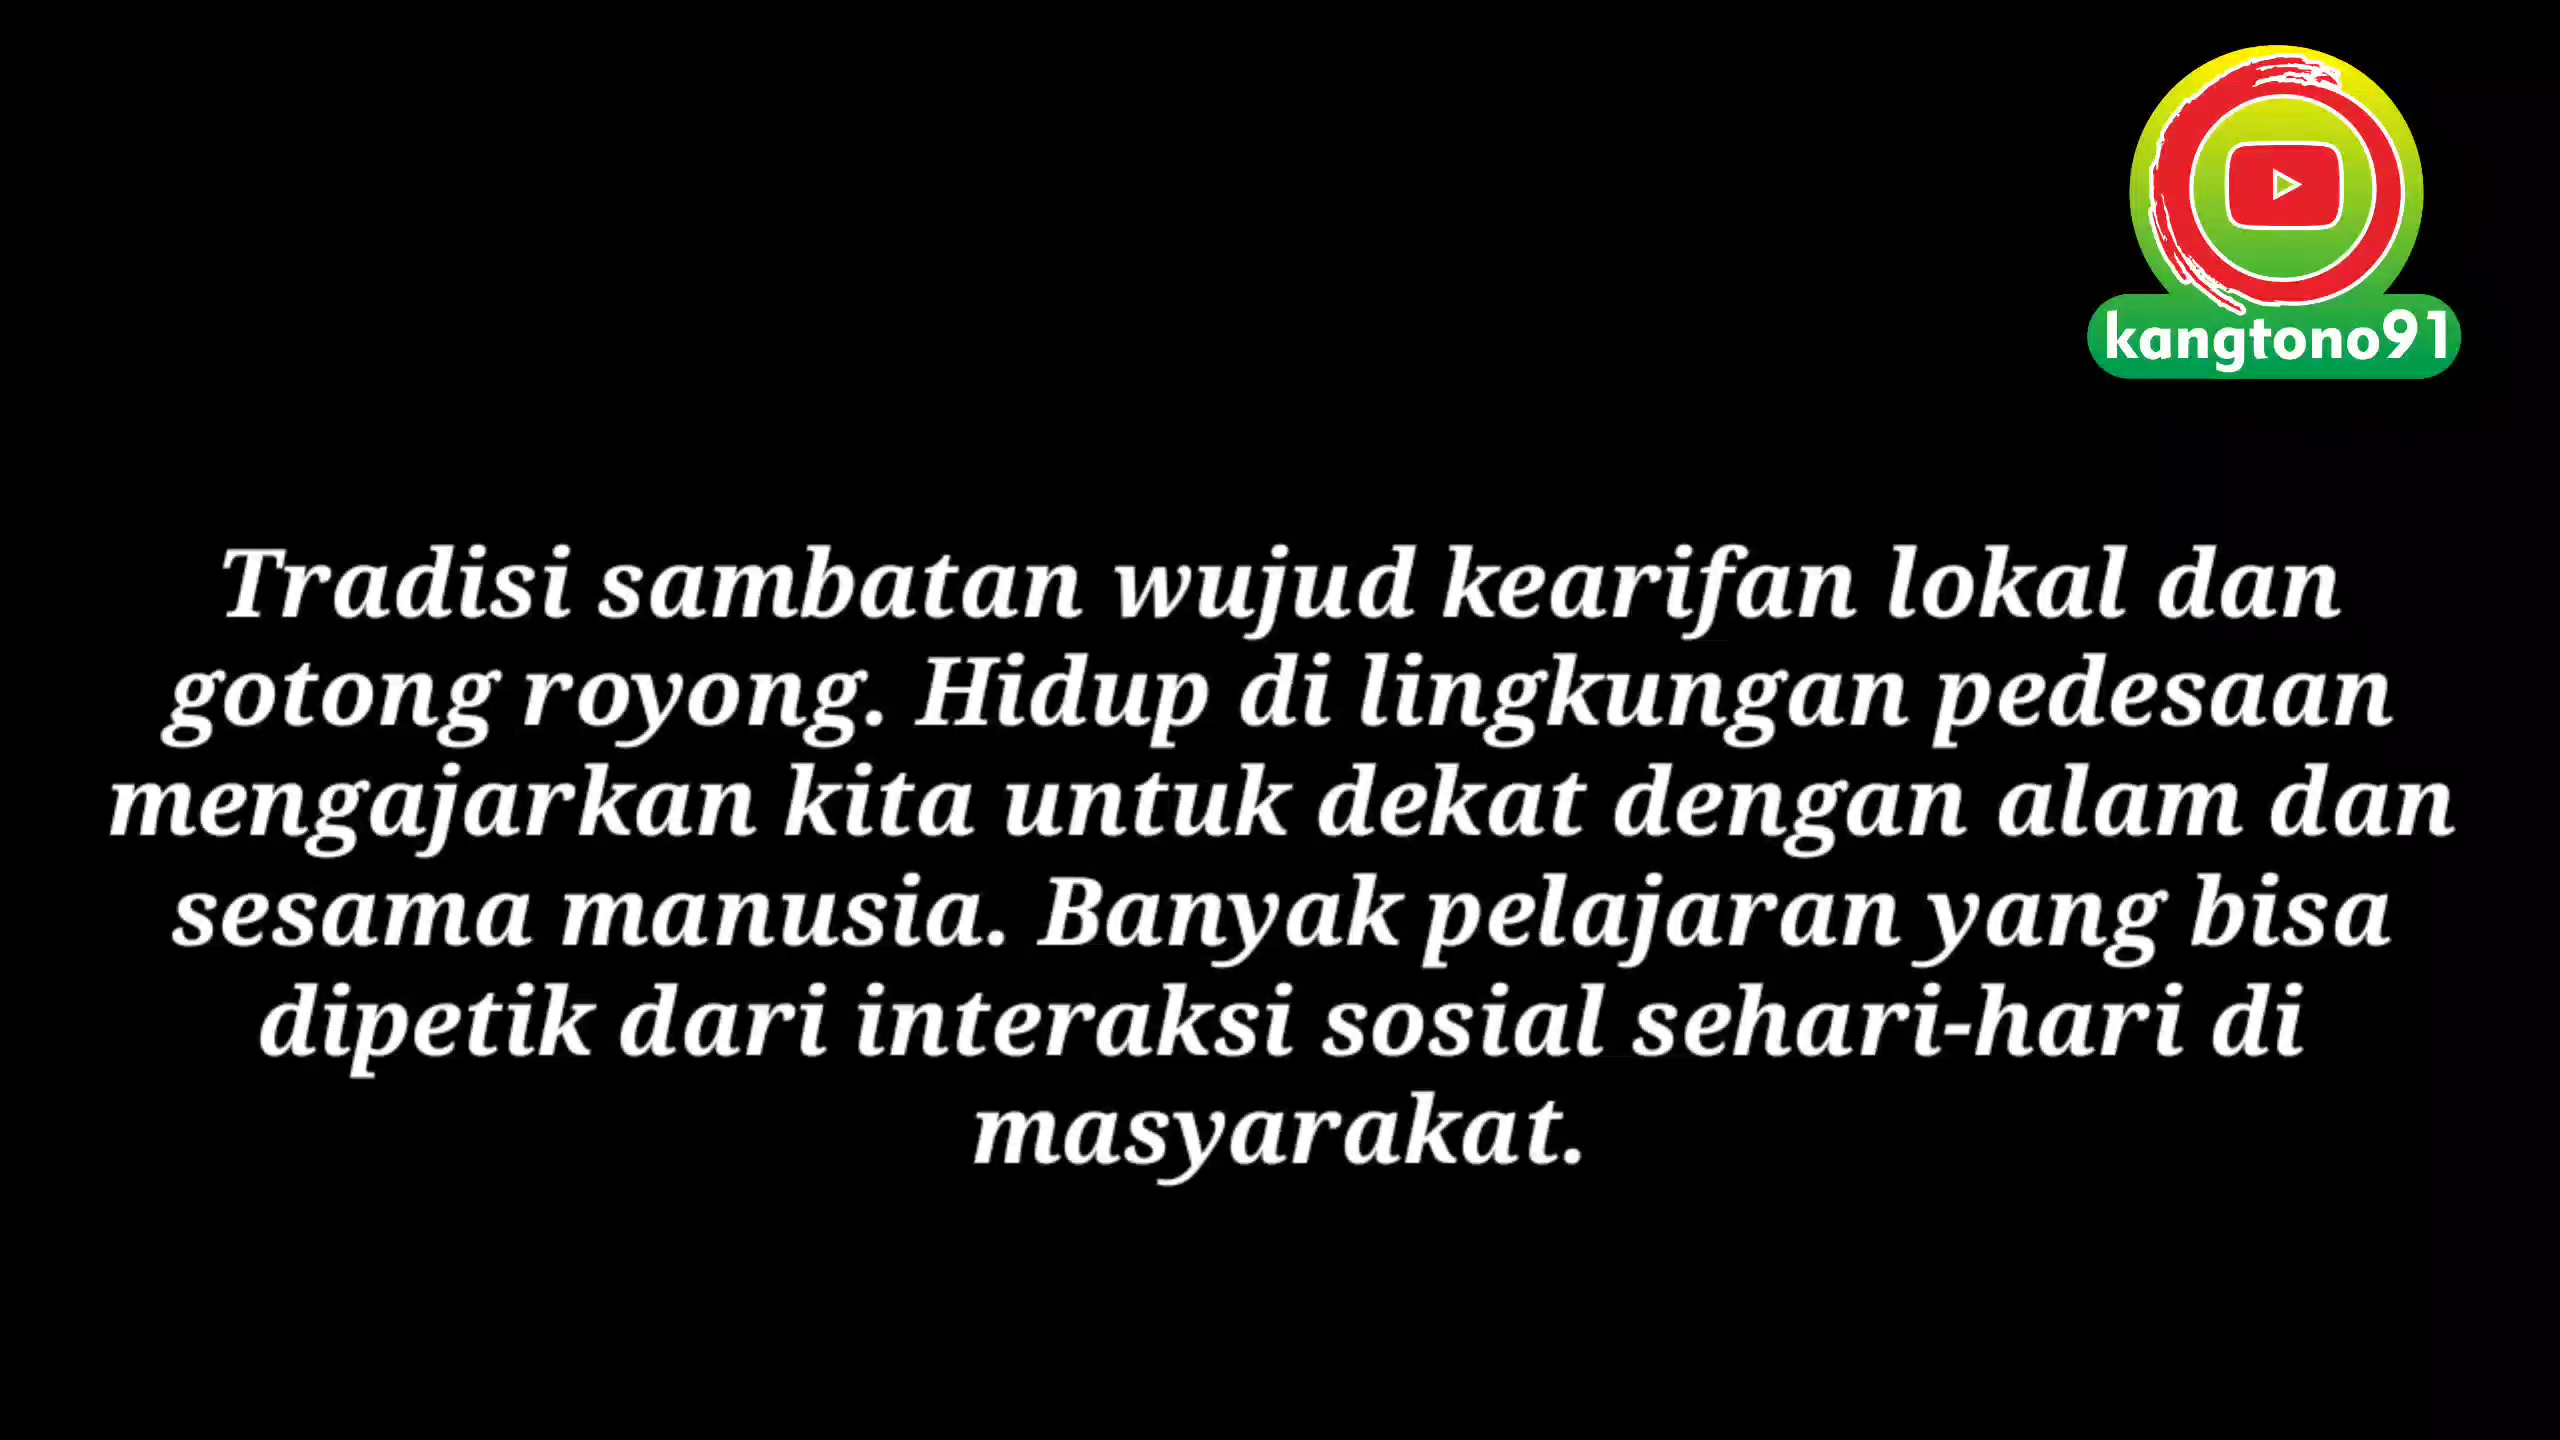 kangtono91
Tradisi sambatan wujud kearifan lokal dan
gotong royong. Hidup di lingkungan pedesaan
mengajarkan kita untuk dekat dengan alam dan
sesama manusia. Banyak pelajaran yang bisa
dipetik dari interaksi sosial sehari-hari di
masyarakat.